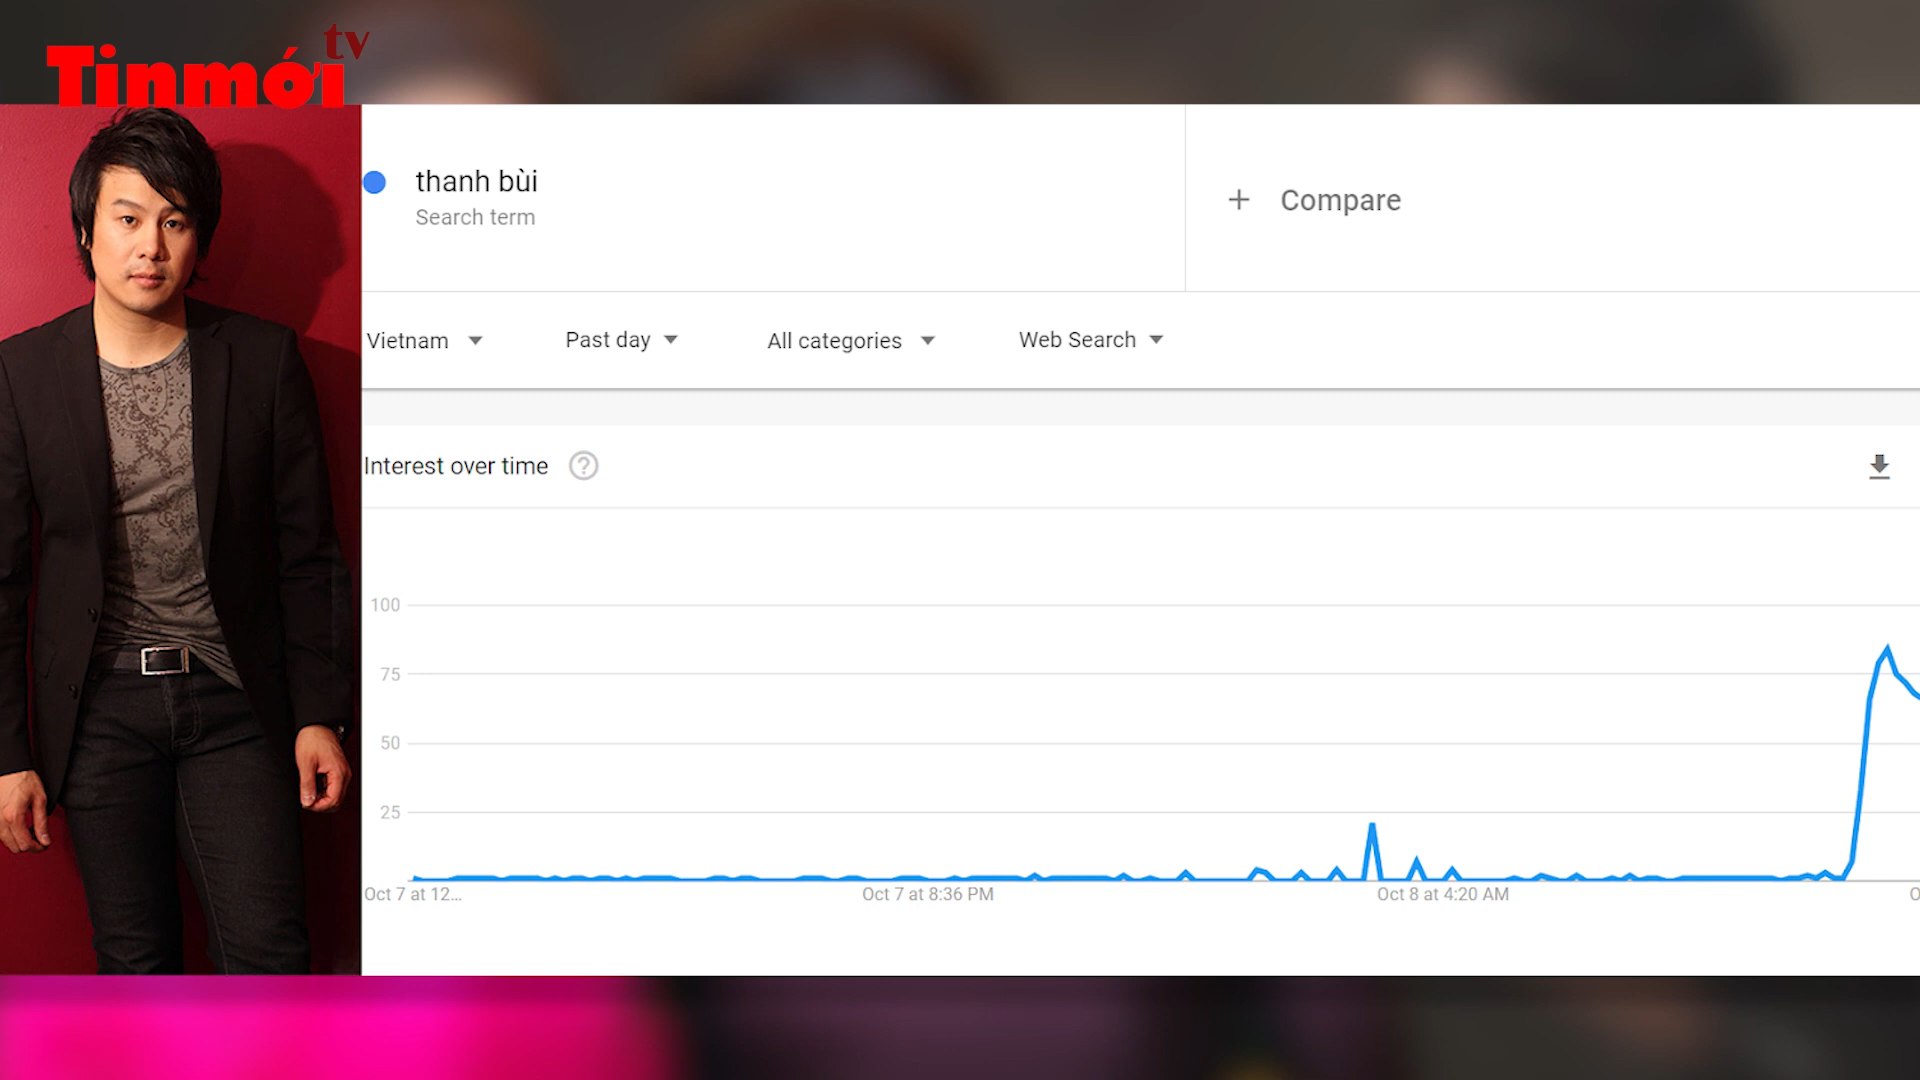 Tinmới tv
thanh bùi
Search term
+ Compare
Vietnam
Past day
All categories
Web Search
Interest over time ?
100
75
50
25
Oct 7 at 12...
Oct 7 at 8:36 PM
Oct 8 at 4:20 AM
O